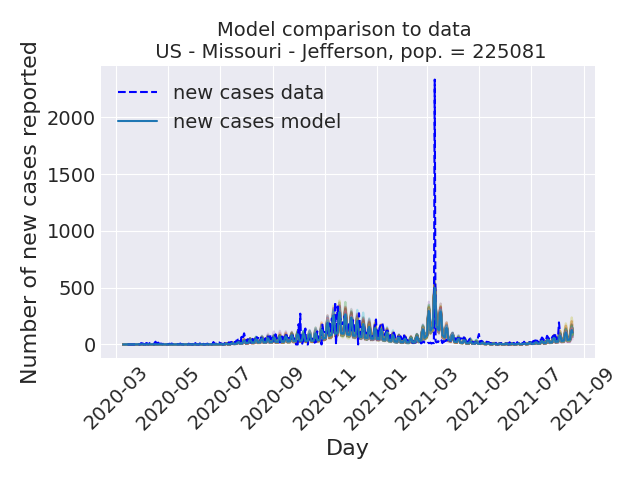 Model comparison to data
US - Missouri - Jefferson, pop. = 225081
Number of new cases reported
new cases data
new cases model
2000
1500
1000
500
0
2020-03
2020-05
2020-07
2020-09
2020-11
2021-01
2021-03
2021-05
2021-07
2021-09
Day